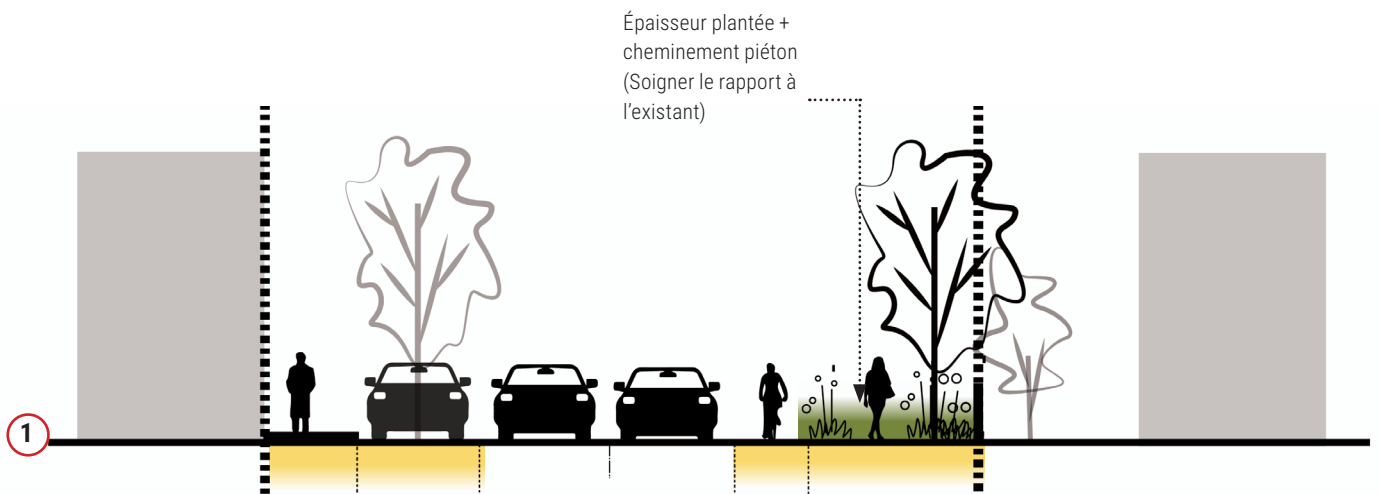 Épaisseur plantée +
cheminement piéton
(Soigner le rapport à
l'existant)
1